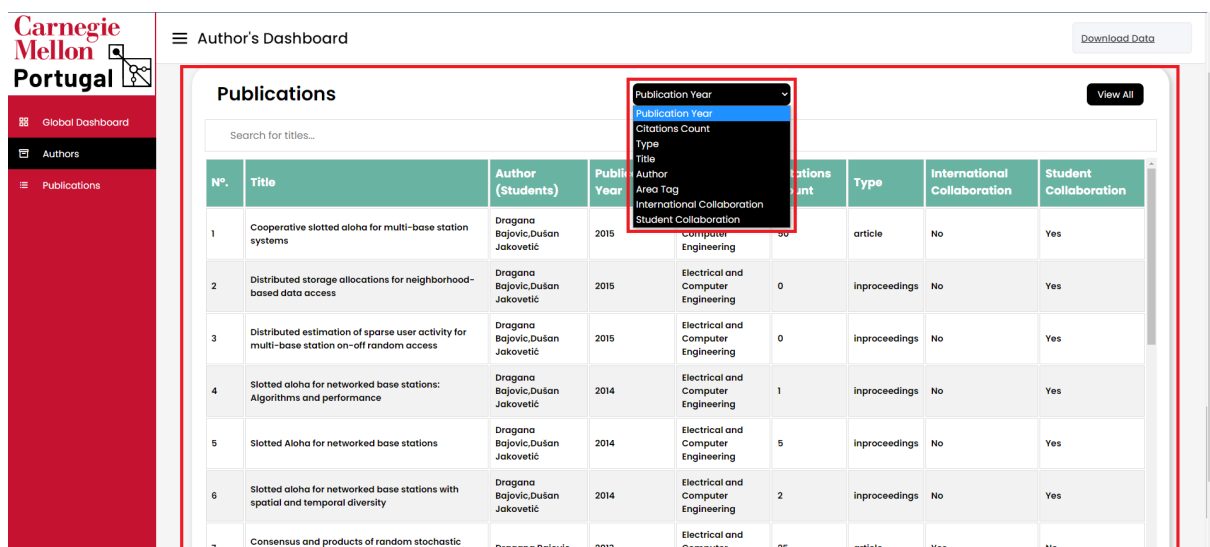 Carnegie
Mellon
Portugal
Author's Dashboard
Download Data
Global Dashboard
Authors
Publications
Publications
Publication Year
View All
Publication Year
Citations Count
Type
Title
Author
Area Tag
International Collaboration
Student Collaboration
Search for titles...
Nº.
Title
Author
(Students)
Year
Type
International
Collaboration
Student
Collaboration
1
Cooperative slotted aloha for multi-base station
systems
Dragana
Bajovic,Dušan
Jakovetić
2015
Computer
Engineering
50
article
No
Yes
2
Distributed storage allocations for neighborhood-
based data access
Dragana
Bajovic,Dušan
Jakovetić
2015
Electrical and
Computer
Engineering
0
inproceedings
No
Yes
3
Distributed estimation of sparse user activity for
multi-base station on-off random access
Dragana
Bajovic,Dušan
Jakovetić
2015
Electrical and
Computer
Engineering
0
inproceedings
No
Yes
4
Slotted aloha for networked base stations:
Algorithms and performance
Dragana
Bajovic,Dušan
Jakovetić
2014
Electrical and
Computer
Engineering
1
inproceedings
No
Yes
5
Slotted Aloha for networked base stations
Dragana
Bajovic,Dušan
Jakovetić
2014
Electrical and
Computer
Engineering
5
inproceedings
No
Yes
6
Slotted aloha for networked base stations with
spatial and temporal diversity
Dragana
Bajovic,Dušan
Jakovetić
2014
Electrical and
Computer
Engineering
2
inproceedings
No
Yes
Consensus and products of random stochastic
Electrical and